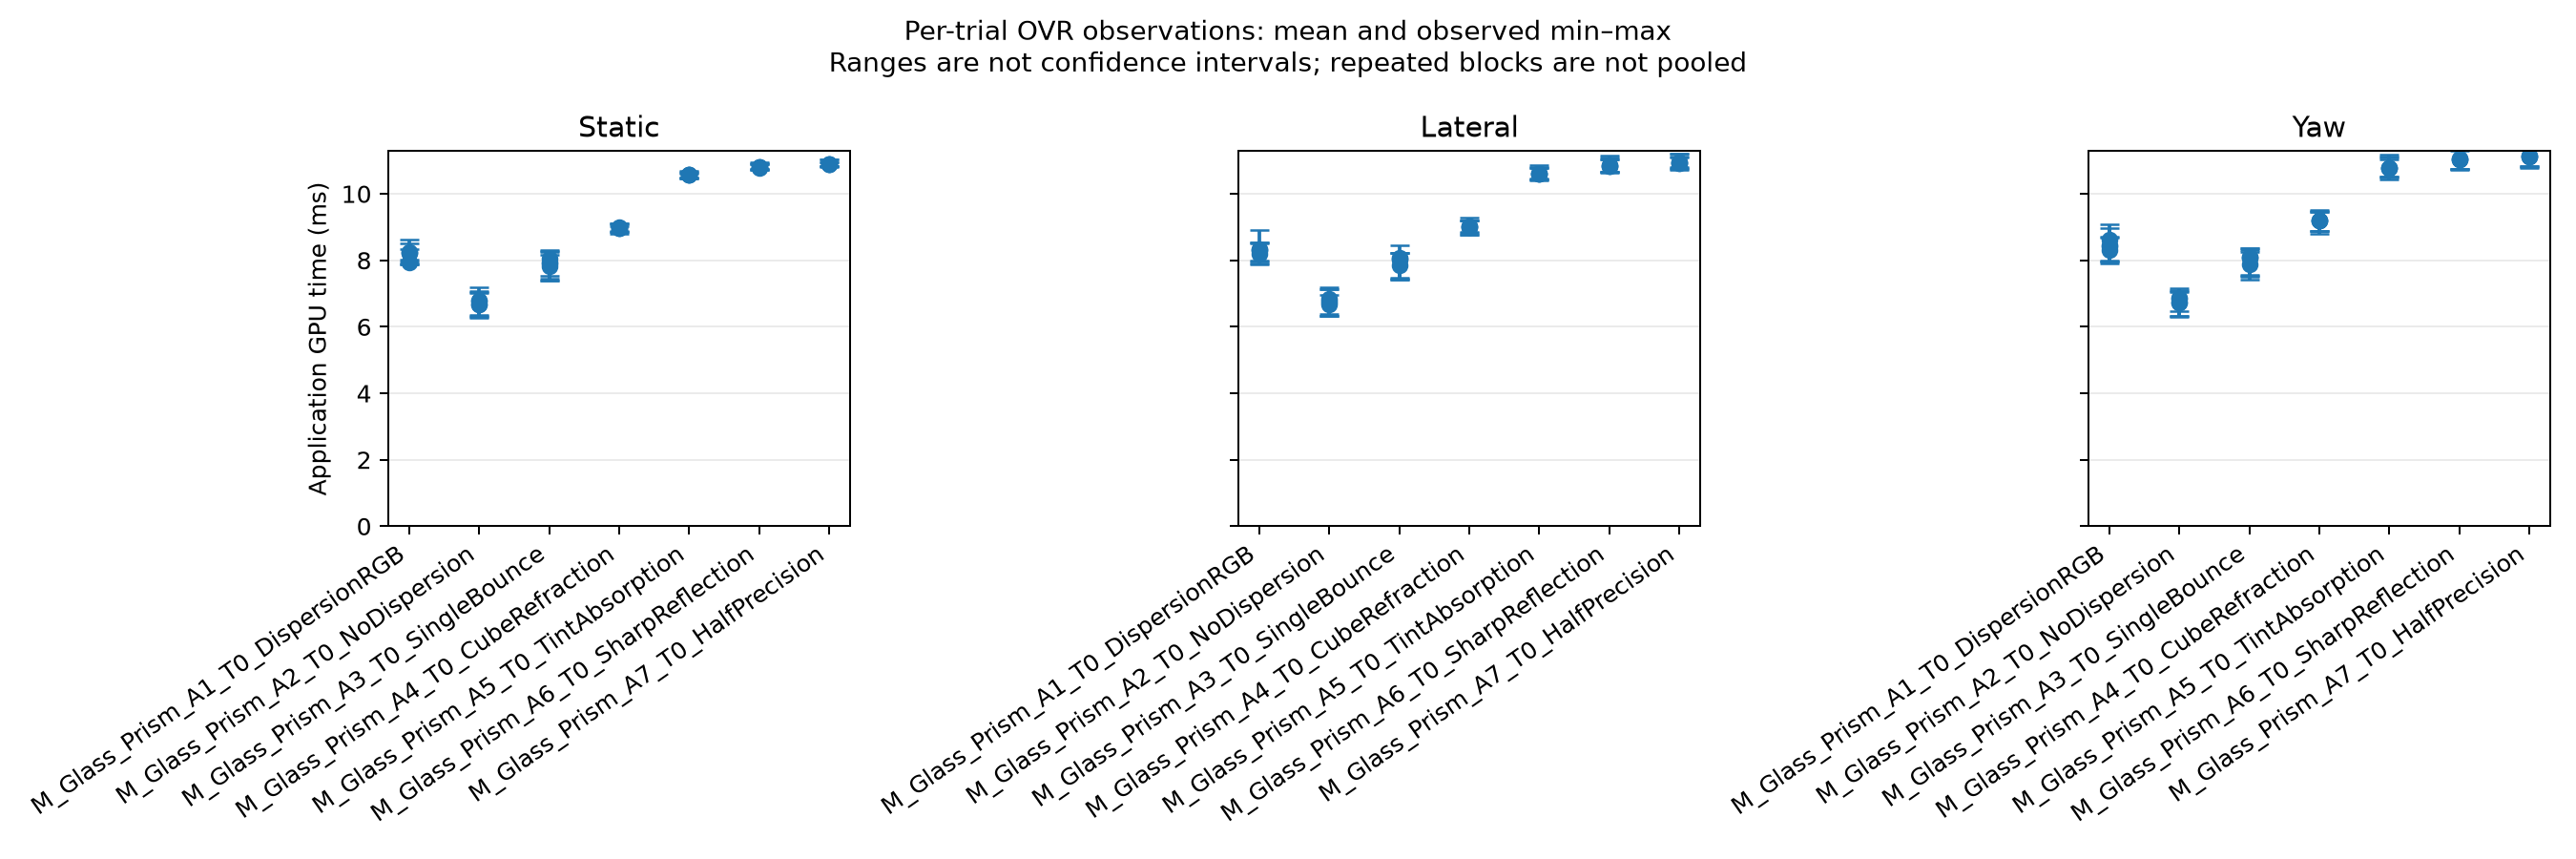 Per-trial OVR observations: mean and observed min–max
Ranges are not confidence intervals; repeated blocks are not pooled
Static
Application GPU time (ms)
10
8
6
4
2
0
M_Glass_Prism_A1_T0_DispersionRGB
M_Glass_Prism_A2_T0_NoDispersion
M_Glass_Prism_A3_T0_SingleBounce
M_Glass_Prism_A4_T0_CubeRefraction
M_Glass_Prism_A5_T0_TintAbsorption
M_Glass_Prism_A6_T0_SharpReflection
M_Glass_Prism_A7_T0_HalfPrecision
Lateral
M_Glass_Prism_A1_T0_DispersionRGB
M_Glass_Prism_A2_T0_NoDispersion
M_Glass_Prism_A3_T0_SingleBounce
M_Glass_Prism_A4_T0_CubeRefraction
M_Glass_Prism_A5_T0_TintAbsorption
M_Glass_Prism_A6_T0_SharpReflection
M_Glass_Prism_A7_T0_HalfPrecision
Yaw
M_Glass_Prism_A1_T0_DispersionRGB
M_Glass_Prism_A2_T0_NoDispersion
M_Glass_Prism_A3_T0_SingleBounce
M_Glass_Prism_A4_T0_CubeRefraction
M_Glass_Prism_A5_T0_TintAbsorption
M_Glass_Prism_A6_T0_SharpReflection
M_Glass_Prism_A7_T0_HalfPrecision